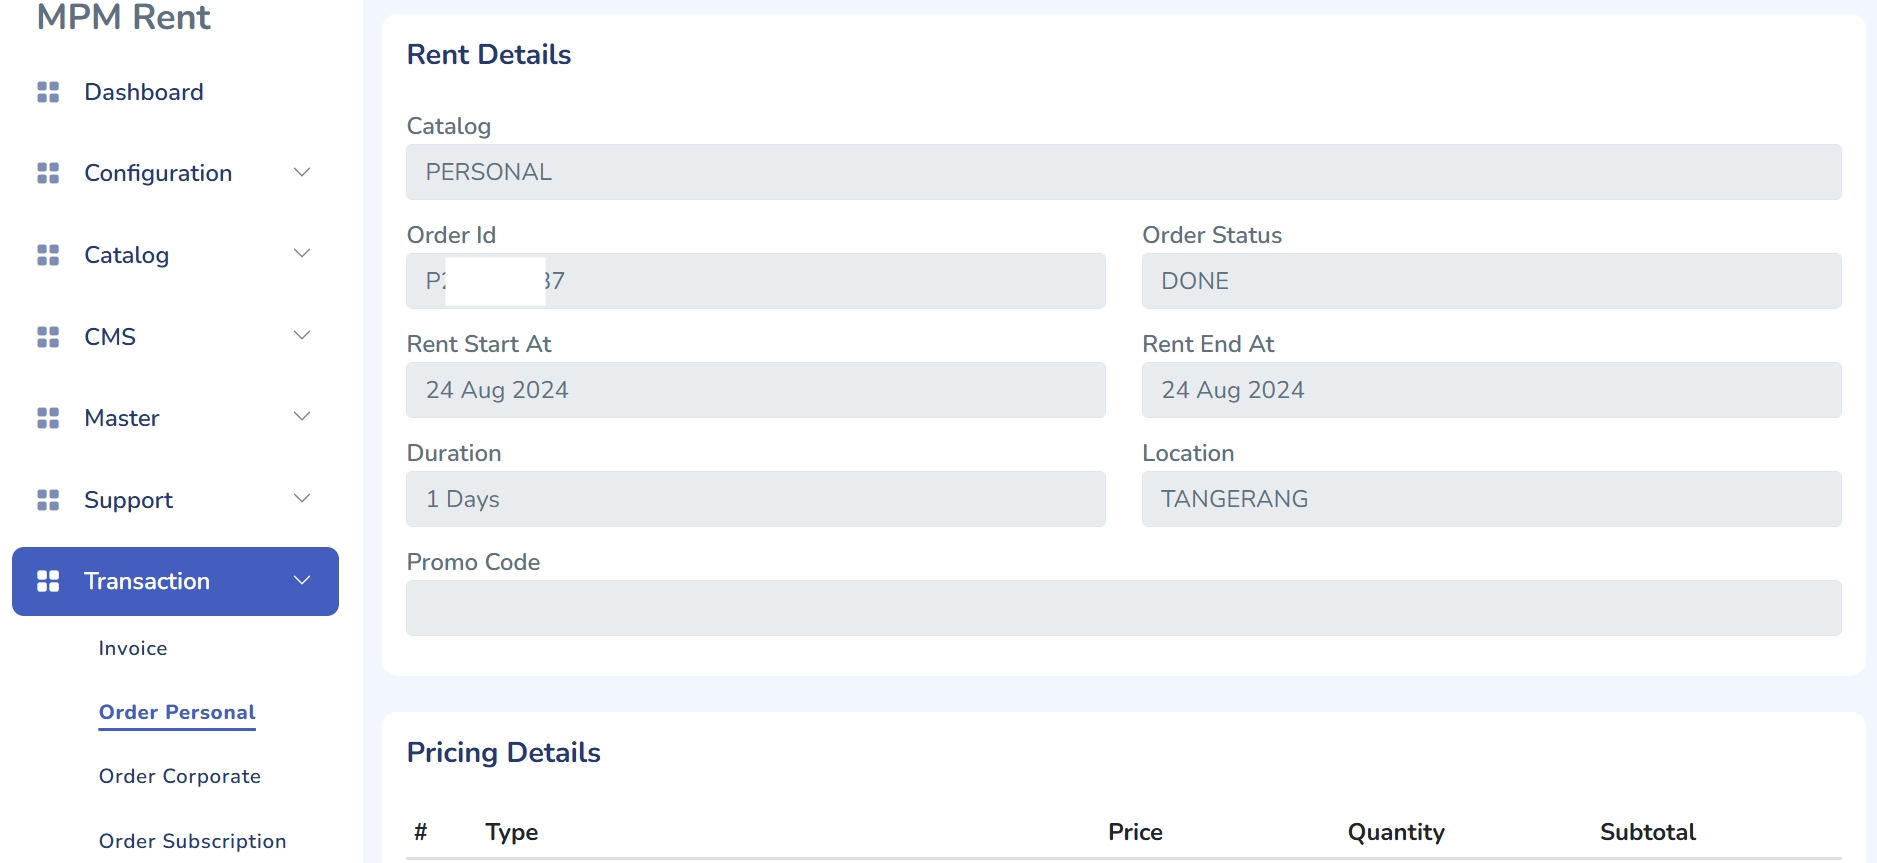 MPM Rent
Dashboard
Configuration
Catalog
CMS
Master
Support
Transaction
Invoice
Order Personal
Order Corporate
Order Subscription
Rent Details
Catalog
PERSONAL
Order Id
Order Status
DONE
Rent Start At
Rent End At
24 Aug 2024
24 Aug 2024
Duration
Location
1 Days
TANGERANG
Promo Code
Pricing Details
# Type Price Quantity Subtotal